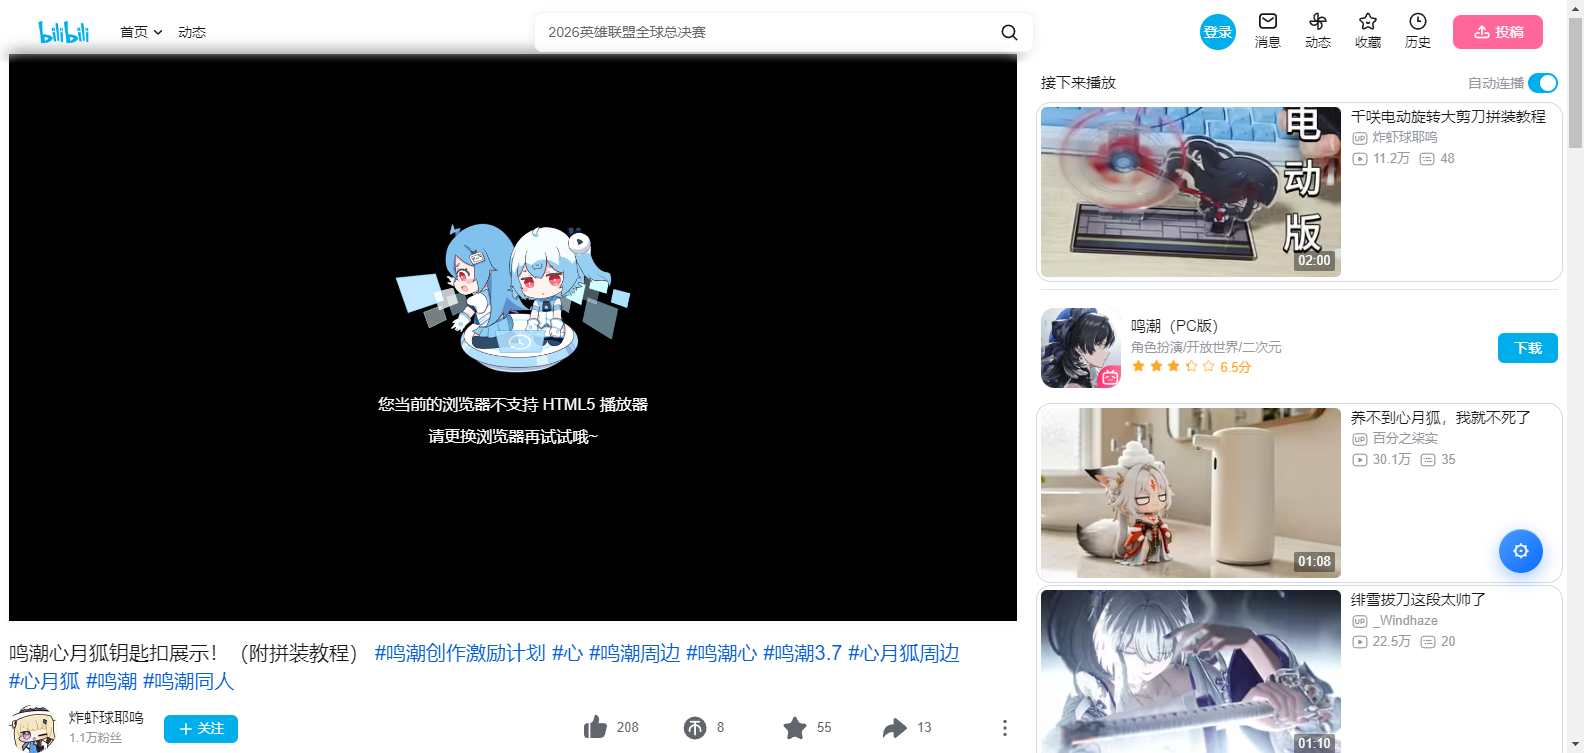 bilibili
首页
动态
2026英雄联盟全球总决赛
登录
消息
动态
收藏
历史
投稿
您当前的浏览器不支持 HTML5 播放器
请更换浏览器再试试哦~
鸣潮心月狐钥匙扣展示！（附拼装教程） #鸣潮创作激励计划 #心 #鸣潮周边 #鸣潮心 #鸣潮3.7 #心月狐周边
#心月狐 #鸣潮 #鸣潮同人
炸虾球耶呜
1.1万粉丝
关注
208
8
55
13
接下来播放
自动连播
电动版
02:00
千咲电动旋转大剪刀拼装教程
UP 炸虾球耶呜
11.2万 48
鸣潮（PC版）
角色扮演/开放世界/二次元
6.5分
下载
01:08
养不到心月狐，我就不死了
UP 百分之柒实
30.1万 35
01:10
绯雪拔刀这段太帅了
UP _Windhaze
22.5万 20